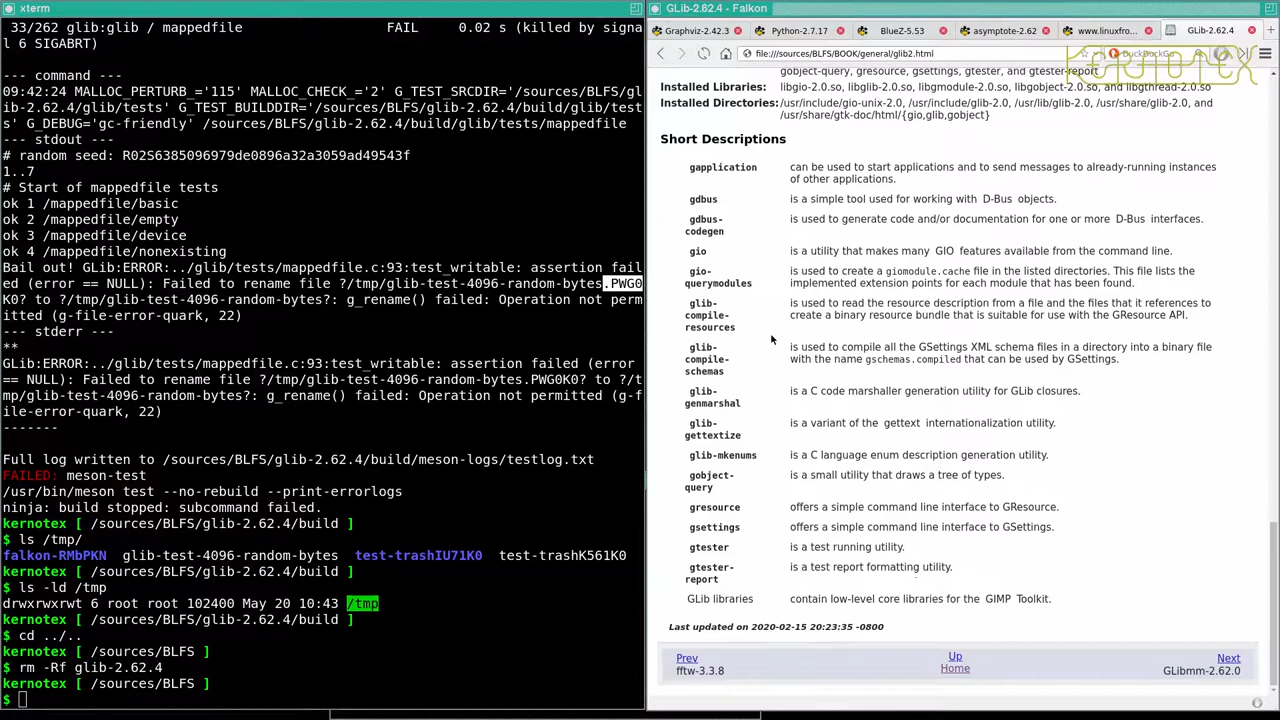 xterm
33/262 glib:glib / mappedfile FAIL 0.02 s (killed by signa
l 6 SIGABRT)
--- command ---
09:42:24 MALLOC_PERTURB_='115' MALLOC_CHECK_='2' G_TEST_SRCDIR='/sources/BLFS/gl
ib-2.62.4/glib/tests' G_TEST_BUILDDIR='/sources/BLFS/glib-2.62.4/build/glib/test
s' G_DEBUG='gc-friendly' /sources/BLFS/glib-2.62.4/build/glib/tests/mappedfile
--- stdout ---
# random seed: R02S6385096979de0896a32a3059ad49543f
1..7
# Start of mappedfile tests
ok 1 /mappedfile/basic
ok 2 /mappedfile/empty
ok 3 /mappedfile/device
ok 4 /mappedfile/nonexisting
Bail out! GLib:ERROR:../glib/tests/mappedfile.c:93:test_writable: assertion fail
ed (error == NULL): Failed to rename file ?/tmp/glib-test-4096-random-bytes.PWG0
K0? to ?/tmp/glib-test-4096-random-bytes?: g_rename() failed: Operation not perm
itted (g-file-error-quark, 22)
--- stderr ---
**
GLib:ERROR:../glib/tests/mappedfile.c:93:test_writable: assertion failed (error
== NULL): Failed to rename file ?/tmp/glib-test-4096-random-bytes.PWG0K0? to ?/t
mp/glib-test-4096-random-bytes?: g_rename() failed: Operation not permitted (g-f
ile-error-quark, 22)
-------
Full log written to /sources/BLFS/glib-2.62.4/build/meson-logs/testlog.txt
FAILED: meson-test
/usr/bin/meson test --no-rebuild --print-errorlogs
ninja: build stopped: subcommand failed.
kernotex [ /sources/BLFS/glib-2.62.4/build ]
$ ls /tmp/
falkon-RMbPKN glib-test-4096-random-bytes test-trashIU71K0 test-trashK561K0
kernotex [ /sources/BLFS/glib-2.62.4/build ]
$ ls -ld /tmp
drwxrwxrwt 6 root root 102400 May 20 10:43 /tmp
kernotex [ /sources/BLFS/glib-2.62.4/build ]
$ cd ../..
kernotex [ /sources/BLFS ]
$ rm -Rf glib-2.62.4
kernotex [ /sources/BLFS ]
$
GLib-2.62.4 - Falkon
Graphviz-2.42.3 Python-2.7.17 BlueZ-5.53 asymptote-2.62 www.linuxfro... GLib-2.62.4
file:///sources/BLFS/BOOK/general/glib2.html DuckDuckGo
KERNOTEX
gobject-query, gresource, gsettings, gtester, and gtester-report
Installed Libraries: libgio-2.0.so, libglib-2.0.so, libgmodule-2.0.so, libgobject-2.0.so, and libgthread-2.0.so
Installed Directories: /usr/include/gio-unix-2.0, /usr/include/glib-2.0, /usr/lib/glib-2.0, /usr/share/glib-2.0, and
/usr/share/gtk-doc/html/{gio,glib,gobject}
Short Descriptions
gapplication can be used to start applications and to send messages to already-running instances
of other applications.
gdbus is a simple tool used for working with D-Bus objects.
gdbus- is used to generate code and/or documentation for one or more D-Bus interfaces.
codegen
gio is a utility that makes many GIO features available from the command line.
gio- is used to create a giomodule.cache file in the listed directories. This file lists the
querymodules implemented extension points for each module that has been found.
glib- is used to read the resource description from a file and the files that it references to
compile- create a binary resource bundle that is suitable for use with the GResource API.
resources
glib- is used to compile all the GSettings XML schema files in a directory into a binary file
compile- with the name gschemas.compiled that can be used by GSettings.
schemas
glib- is a C code marshaller generation utility for GLib closures.
genmarshal
glib- is a variant of the gettext internationalization utility.
gettextize
glib-mkenums is a C language enum description generation utility.
gobject- is a small utility that draws a tree of types.
query
gresource offers a simple command line interface to GResource.
gsettings offers a simple command line interface to GSettings.
gtester is a test running utility.
gtester- is a test report formatting utility.
report
GLib libraries contain low-level core libraries for the GIMP Toolkit.
Last updated on 2020-02-15 20:23:35 -0800
Prev Up Next
fftw-3.3.8 Home GLibmm-2.62.0